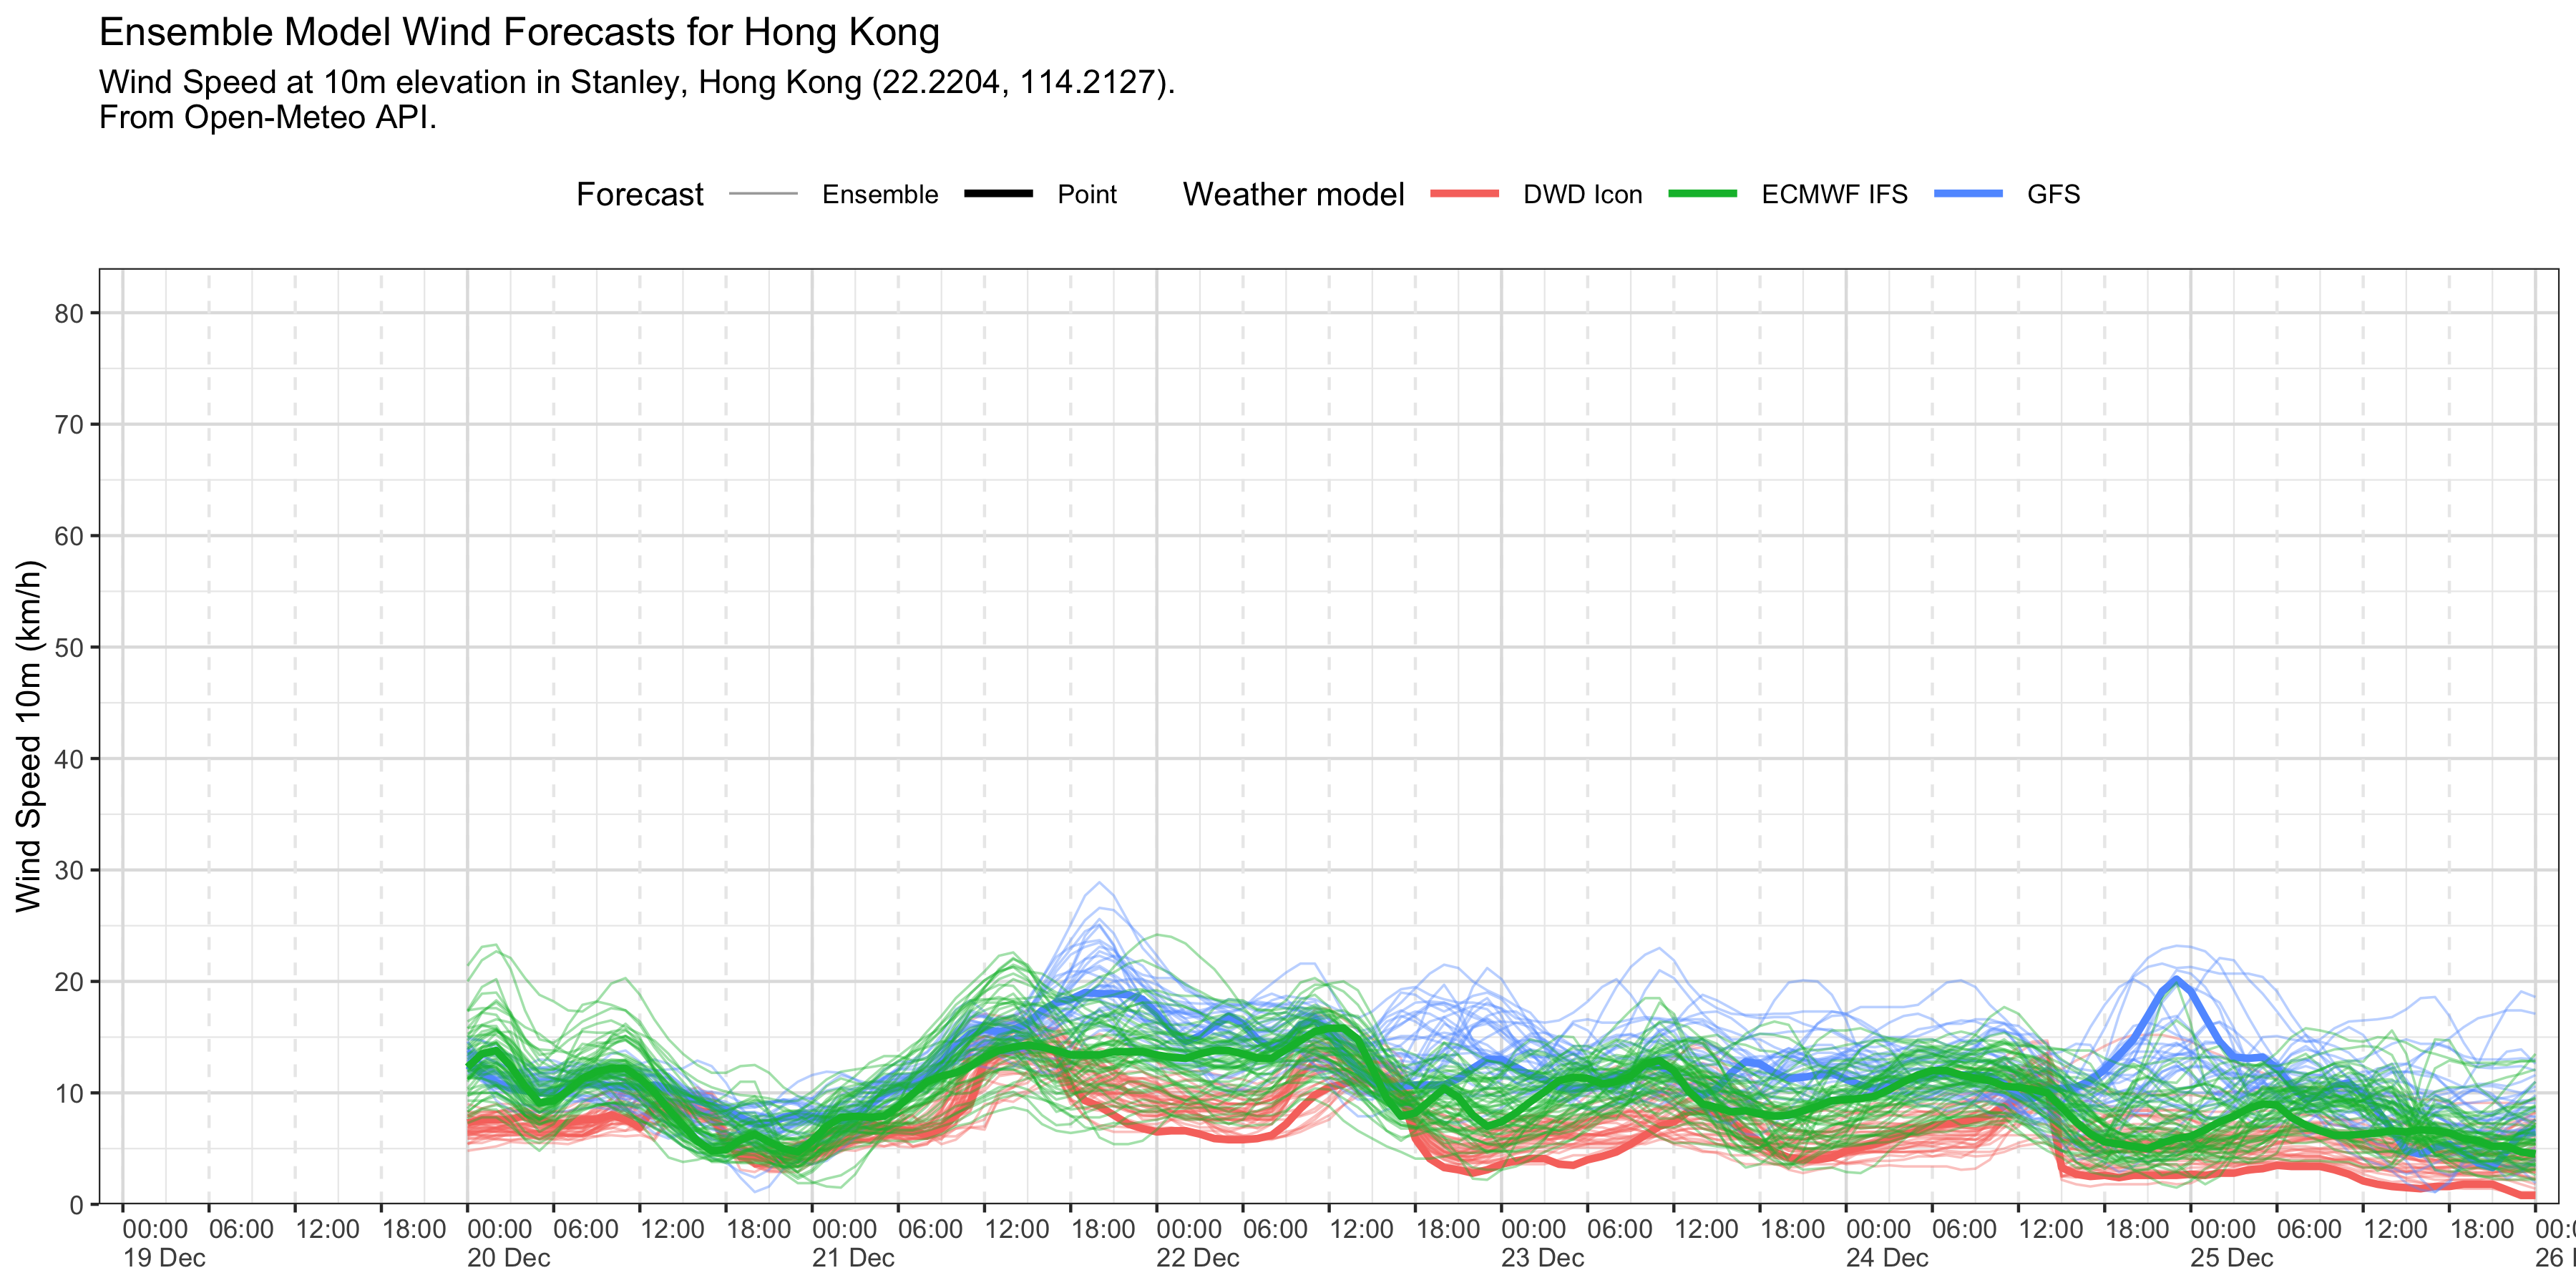 Ensemble Model Wind Forecasts for Hong Kong
Wind Speed at 10m elevation in Stanley, Hong Kong (22.2204, 114.2127).
From Open-Meteo API.
Forecast Ensemble Point Weather model DWD Icon ECMWF IFS GFS
Wind Speed 10m (km/h)
80
70
60
50
40
30
20
10
0
00:00 06:00 12:00 18:00 00:00 06:00 12:00 18:00 00:00 06:00 12:00 18:00 00:00 06:00 12:00 18:00 00:00 06:00 12:00 18:00 00:00 06:00 12:00 18:00 00:00 06:00 12:00 18:00
19 Dec 20 Dec 21 Dec 22 Dec 23 Dec 24 Dec 25 Dec 26